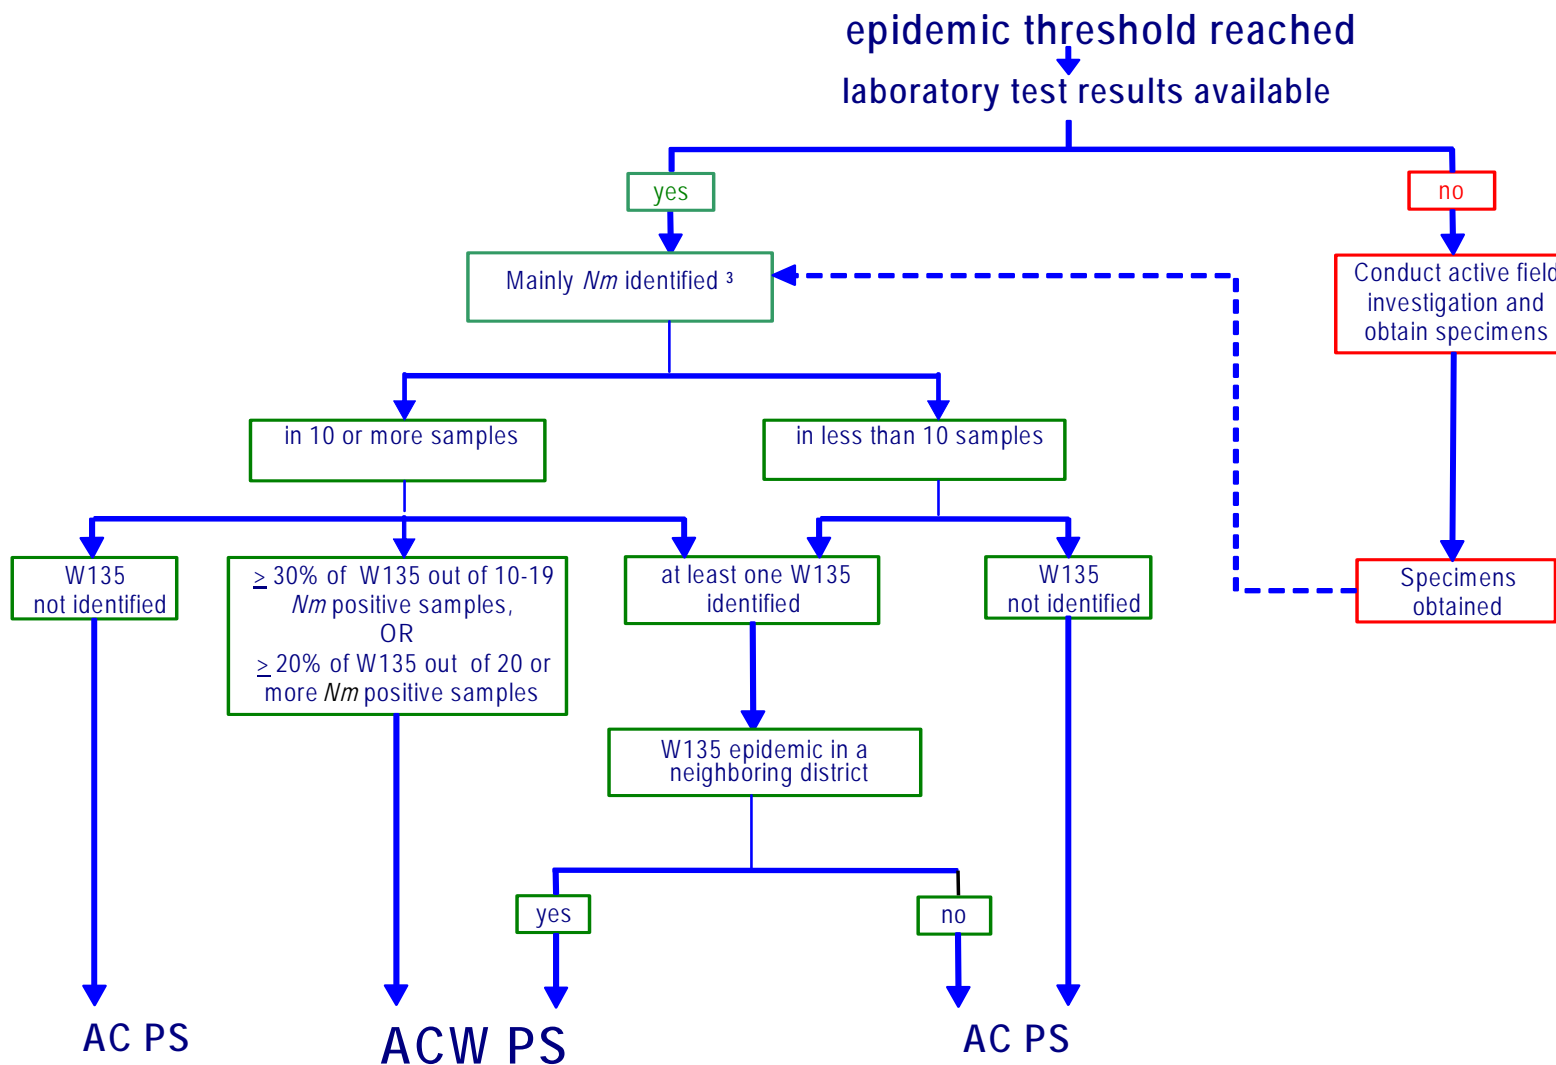 epidemic threshold reached
laboratory test results available
yes
no
Mainly Nm identified ³
Conduct active field
investigation and
obtain specimens
in 10 or more samples
in less than 10 samples
W135
not identified
≥ 30% of W135 out of 10-19
Nm positive samples,
OR
≥ 20% of W135 out of 20 or
more Nm positive samples
at least one W135
identified
W135
not identified
Specimens
obtained
W135 epidemic in a
neighboring district
yes
no
AC PS
ACW PS
AC PS